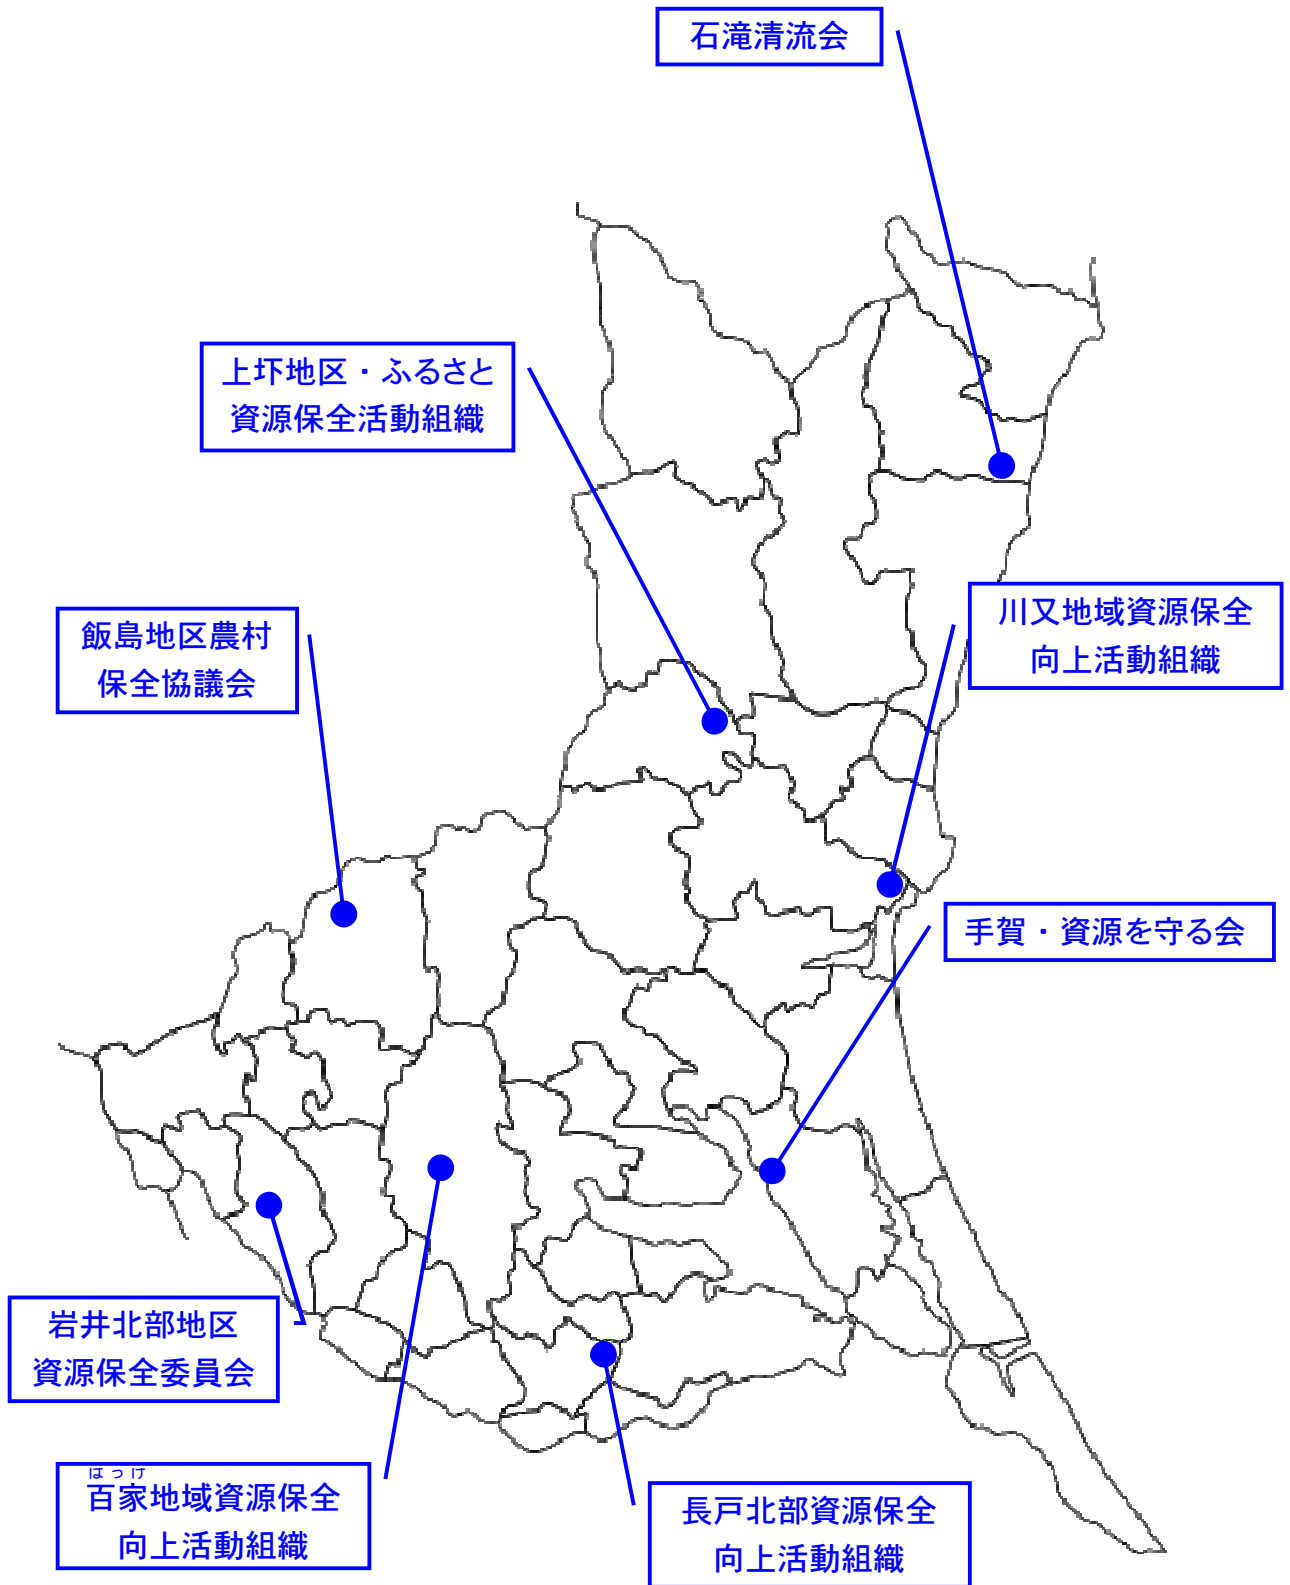 石滝清流会
上圷地区・ふるさと
資源保全活動組織
飯島地区農村
保全協議会
川又地域資源保全
向上活動組織
手賀・資源を守る会
岩井北部地区
資源保全委員会
はっけ
百家地域資源保全
向上活動組織
長戸北部資源保全
向上活動組織